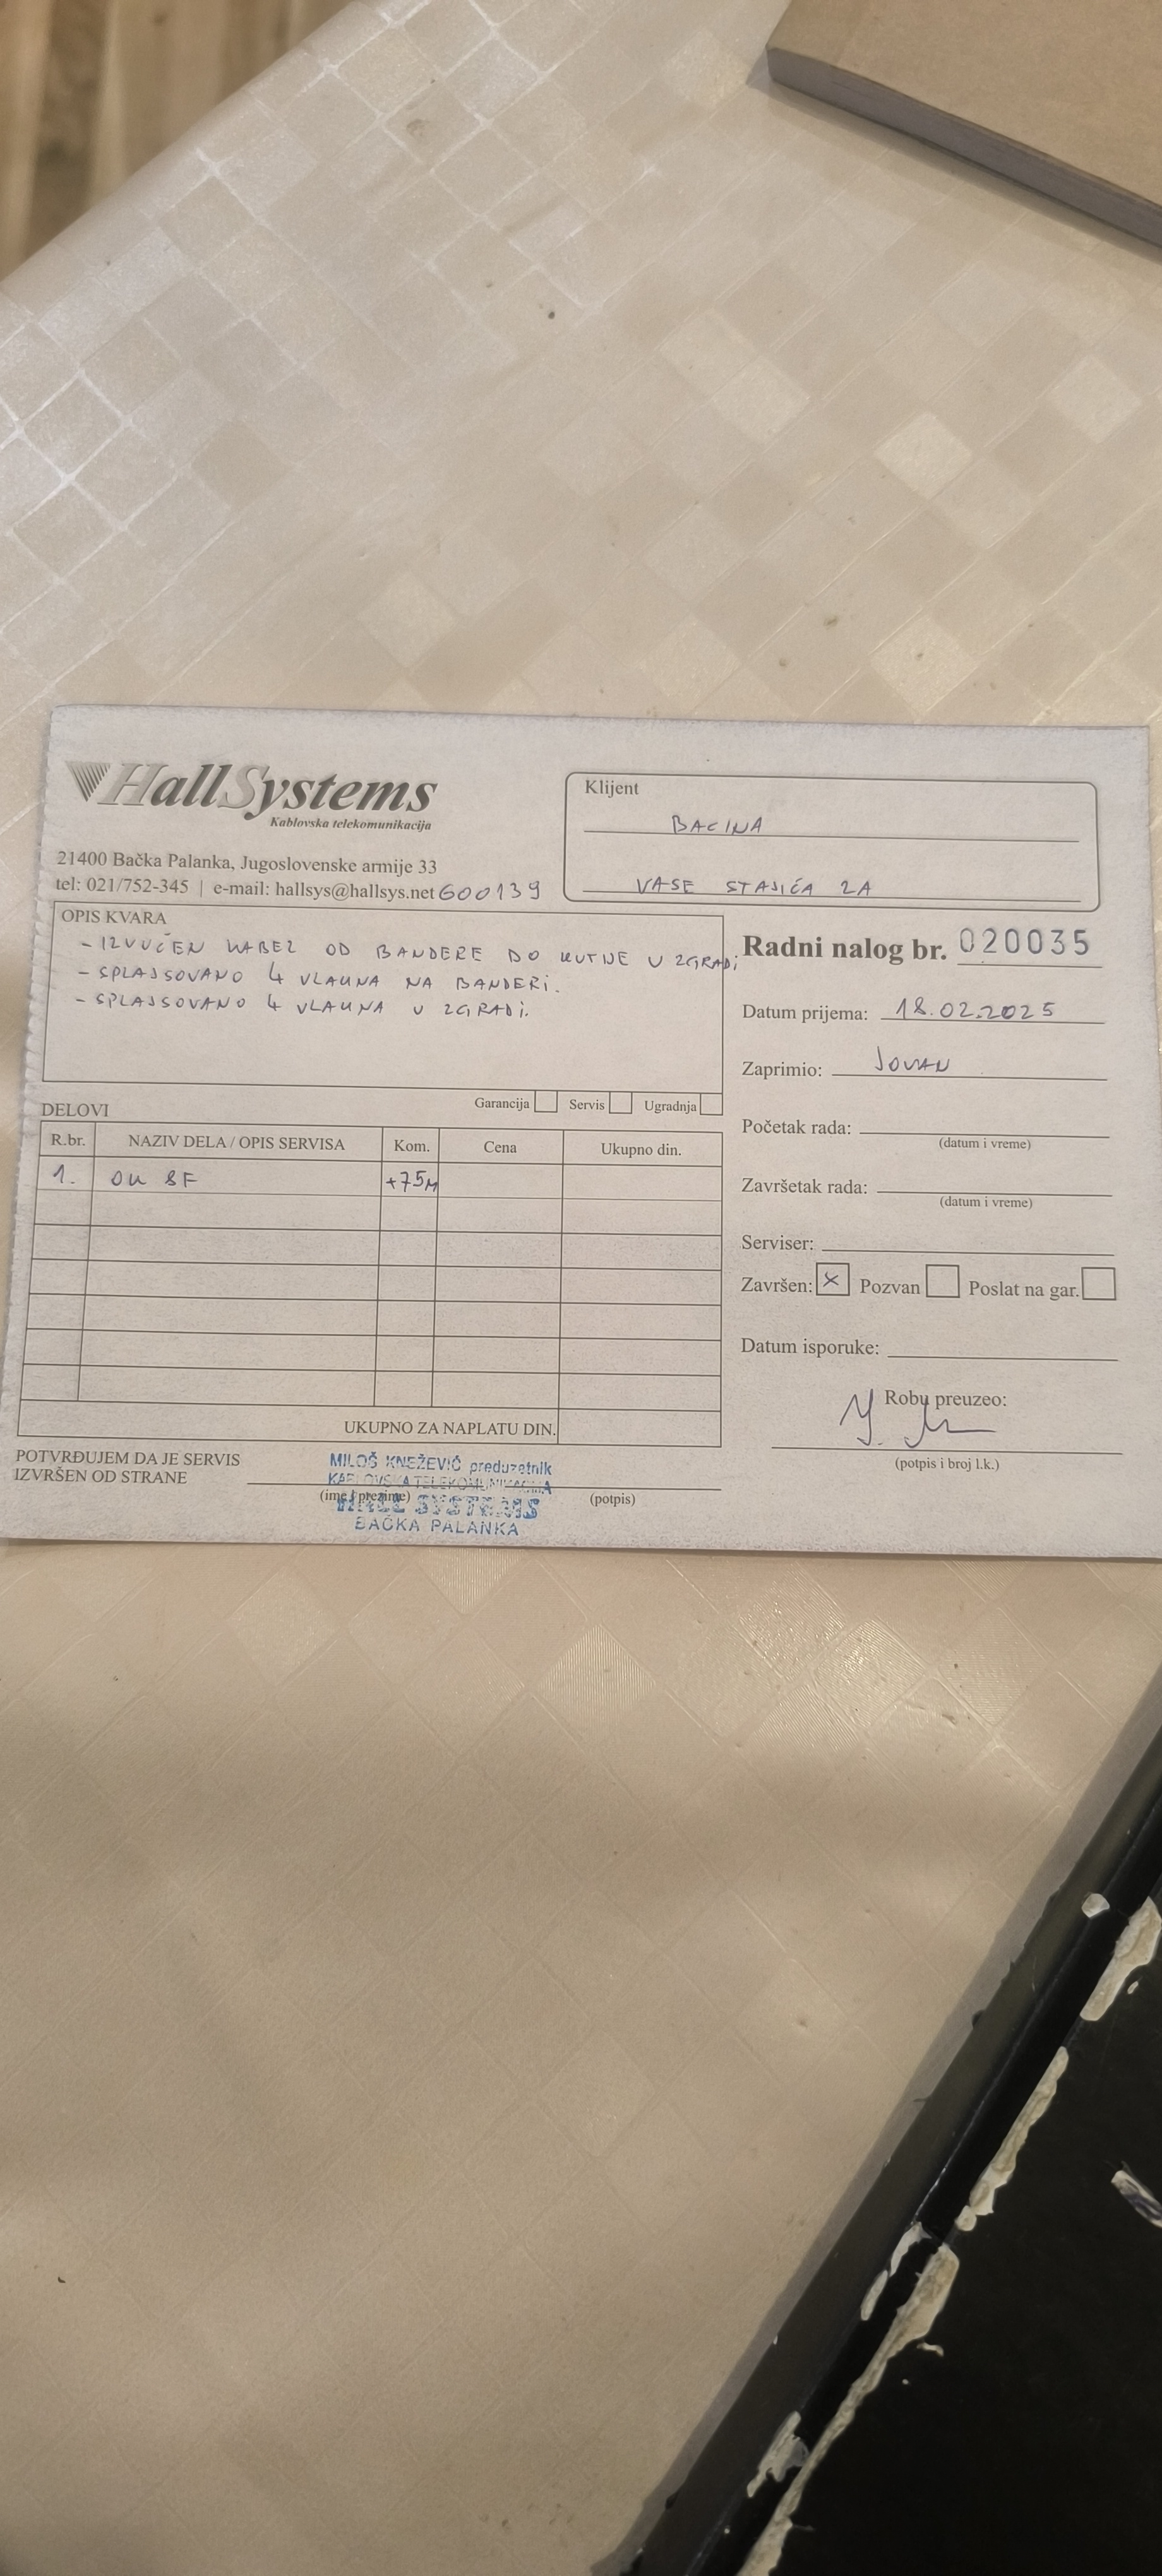 HallSystems
Kablovska telekomunikacija
21400 Bačka Palanka, Jugoslovenske armije 33
tel: 021/752-345 | e-mail: hallsys@hallsys.net 600139
Klijent
BACINA
VASE STAJIĆA 2A
OPIS KVARA
- IZVUČEN KABEL OD BANDERE DO KUTIJE U ZGRADI
- SPLAJSOVANO 4 VLAKNA NA BANDERI.
- SPLAJSOVANO 4 VLAKNA U ZGRADI.
Garancija Servis Ugradnja
Radni nalog br. 020035
Datum prijema: 18.02.2025
Zaprimio: JOVAN
Početak rada:
(datum i vreme)
Završetak rada:
(datum i vreme)
Serviser:
Završen: X Pozvan Poslat na gar.
Datum isporuke:
Robu preuzeo:
(potpis i broj l.k.)
DELOVI
R.br. NAZIV DELA / OPIS SERVISA Kom. Cena Ukupno din.
1. OK 8F +75M
UKUPNO ZA NAPLATU DIN.
POTVRĐUJEM DA JE SERVIS
IZVRŠEN OD STRANE
(ime i prezime) (potpis)
MILOŠ KNEŽEVIĆ preduzetnik
KABLOVSKA TELEKOMUNIKACIJA
HALL SYSTEMS
BAČKA PALANKA